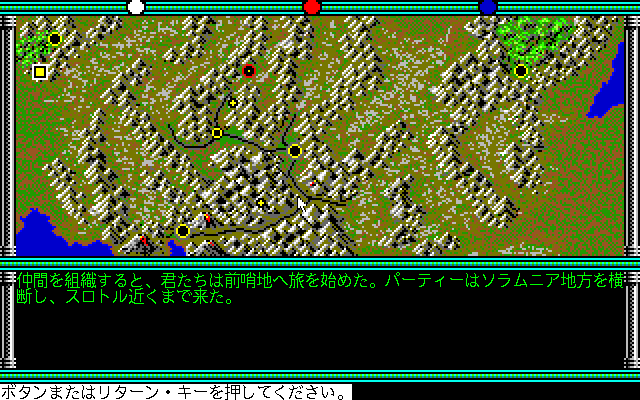 仲間を組織すると、君たちは前哨地へ旅を始めた。パーティーはソラムニア地方を横
断し、スロトル近くまで来た。
ボタンまたはリターン・キーを押してください。